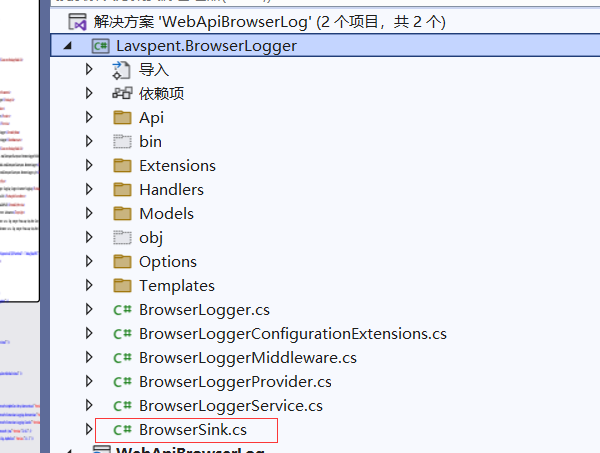 解决方案 'WebApiBrowserLog' (2 个项目，共 2 个)
Lavspent.BrowserLogger
导入
依赖项
Api
bin
Extensions
Handlers
Models
obj
Options
Templates
C# BrowserLogger.cs
C# BrowserLoggerConfigurationExtensions.cs
C# BrowserLoggerMiddleware.cs
C# BrowserLoggerProvider.cs
C# BrowserLoggerService.cs
C# BrowserSink.cs
WebApiBrowserLog